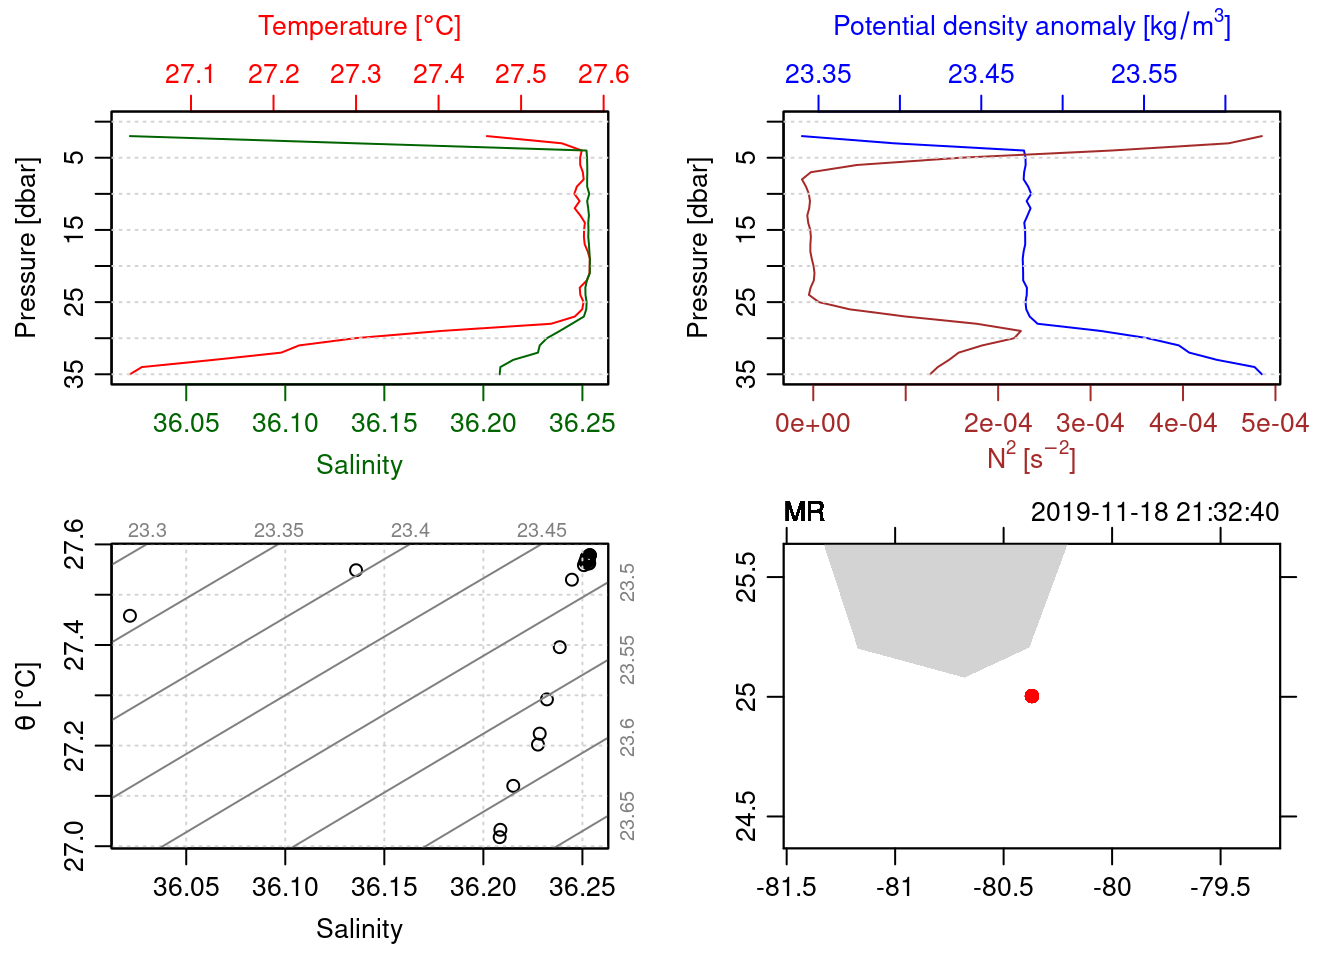 Temperature [°C]
27.1 27.2 27.3 27.4 27.5 27.6
Pressure [dbar]
5
15
25
35
36.05 36.10 36.15 36.20 36.25
Salinity
Potential density anomaly [kg/m³]
23.35 23.45 23.55
Pressure [dbar]
5
15
25
35
0e+00 2e-04 3e-04 4e-04 5e-04
N² [s⁻²]
23.3 23.35 23.4 23.45
23.5
23.55
23.6
23.65
θ [°C]
27.6
27.4
27.2
27.0
36.05 36.10 36.15 36.20 36.25
Salinity
MR 2019-11-18 21:32:40
25.5
25
24.5
-81.5 -81 -80.5 -80 -79.5